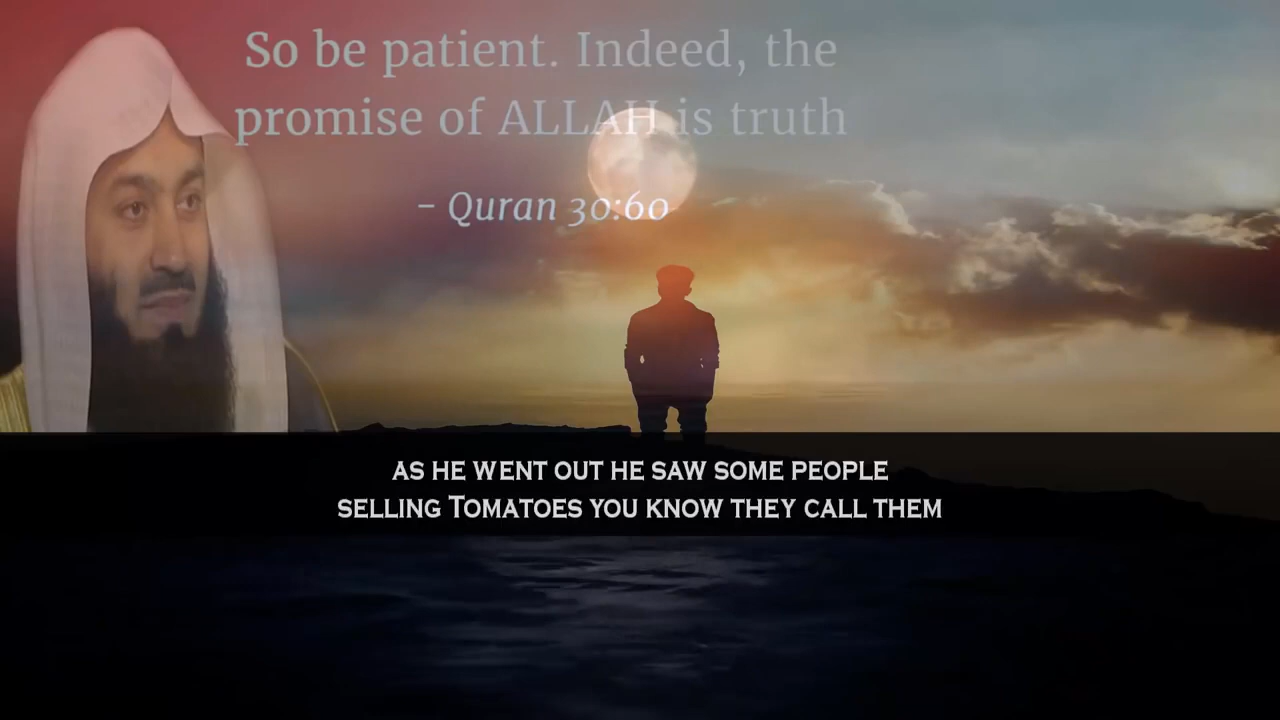 So be patient. Indeed, the
promise of ALLAH is truth
– Quran 30:60
AS HE WENT OUT HE SAW SOME PEOPLE
SELLING TOMATOES YOU KNOW THEY CALL THEM